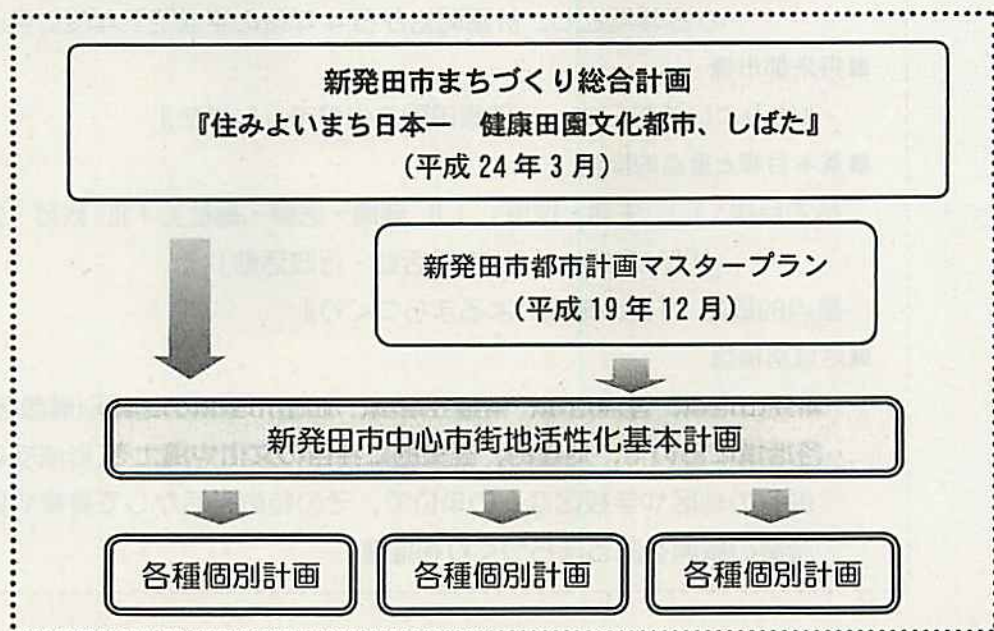 新発田市まちづくり総合計画
『住みよいまち日本一　健康田園文化都市、しばた』
（平成 24 年 3 月）
新発田市都市計画マスタープラン
（平成 19 年 12 月）
新発田市中心市街地活性化基本計画
各種個別計画
各種個別計画
各種個別計画